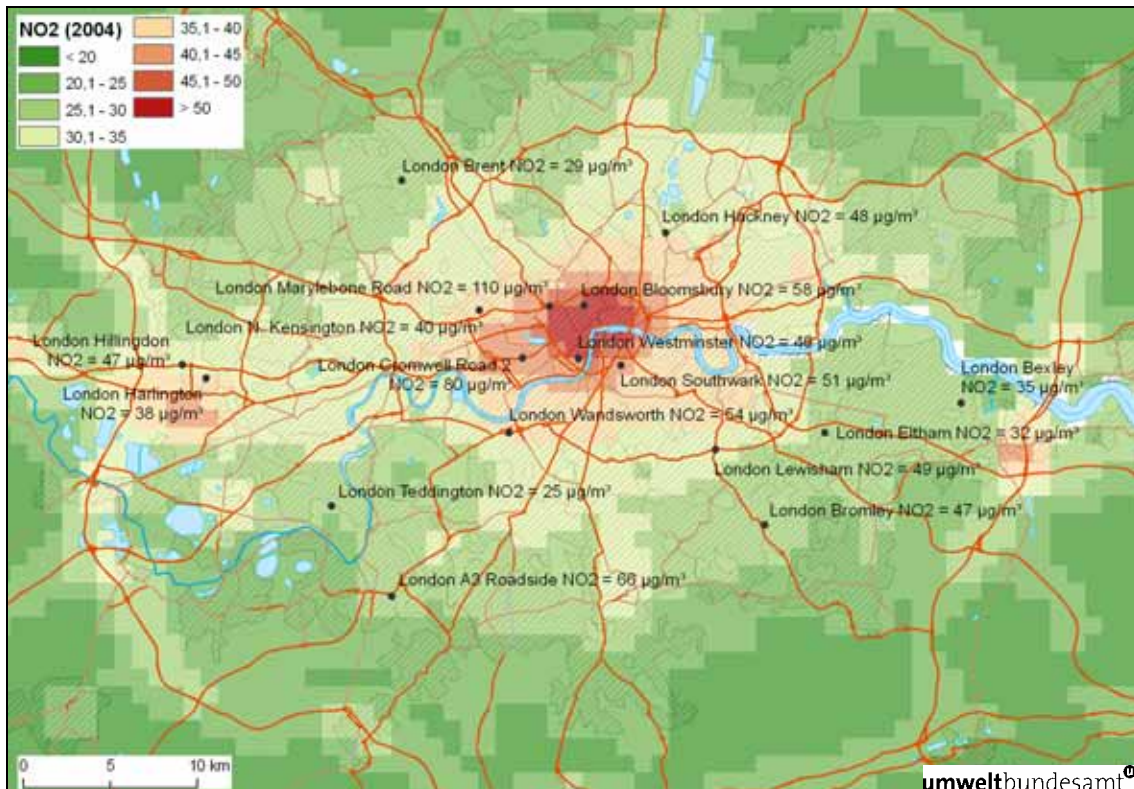 NO2 (2004)
< 20
20,1 - 25
25,1 - 30
30,1 - 35
35,1 - 40
40,1 - 45
45,1 - 50
> 50
London Brent NO2 = 29 µg/m³
London Hackney NO2 = 48 µg/m³
London Marylebone Road NO2 = 110 µg/m³
London Bloomsbury NO2 = 58 µg/m³
London N. Kensington NO2 = 40 µg/m³
London Hillingdon
NO2 = 47 µg/m³
London Cromwell Road 2
NO2 = 80 µg/m³
London Westminster NO2 = µg/m³
London Harlington
NO2 = 38 µg/m³
London Southwark NO2 = 51 µg/m³
London Bexley
NO2 = 35 µg/m³
London Wandsworth NO2 = 54 µg/m³
London Eltham NO2 = 32 µg/m³
London Lewisham NO2 = 49 µg/m³
London Teddington NO2 = 25 µg/m³
London Bromley NO2 = 47 µg/m³
London A3 Roadside NO2 = 66 µg/m³
0 5 10 km
umweltbundesamt